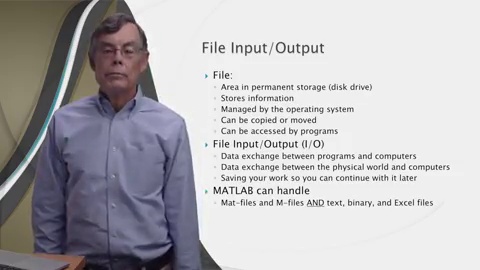 File Input/Output
File:
Area in permanent storage (disk drive)
Stores information
Managed by the operating system
Can be copied or moved
Can be accessed by programs
File Input/Output (I/O)
Data exchange between programs and computers
Data exchange between the physical world and computers
Saving your work so you can continue with it later
MATLAB can handle
Mat-files and M-files AND text, binary, and Excel files